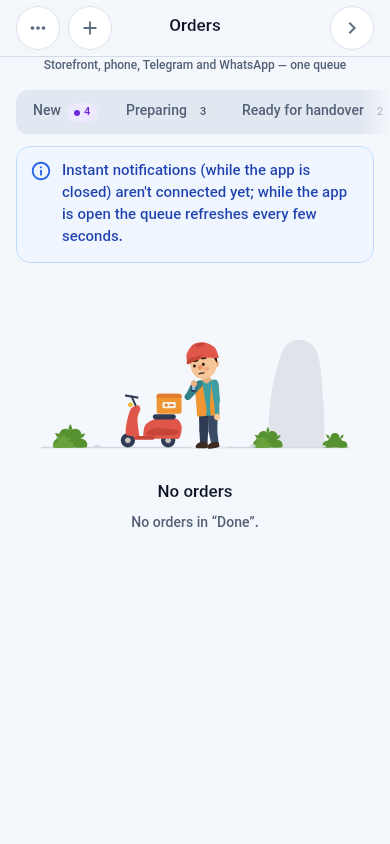 Orders
Storefront, phone, Telegram and WhatsApp — one queue
New 4 Preparing 3 Ready for handover 2
Instant notifications (while the app is
closed) aren't connected yet; while the app
is open the queue refreshes every few
seconds.
No orders
No orders in “Done”.